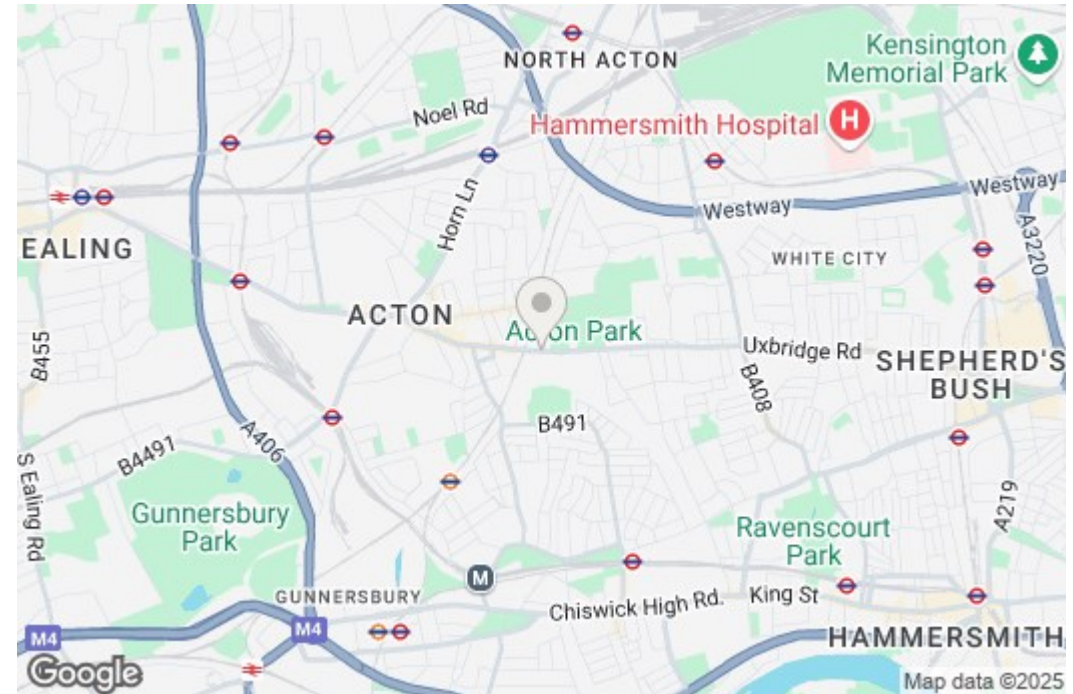 NORTH ACTON
Kensington
Memorial Park
Noel Rd
Hammersmith Hospital
H
Horn Ln
Westway
Westway
A3220
EALING
WHITE CITY
ACTON
Acton Park
B455
Uxbridge Rd
SHEPHERD'S
BUSH
B408
B491
A406
B4491
S Ealing Rd
A219
Gunnersbury
Park
Ravenscourt
Park
M
GUNNERSBURY
Chiswick High Rd.
King St
M4
M4
HAMMERSMITH
Google
Map data ©2025